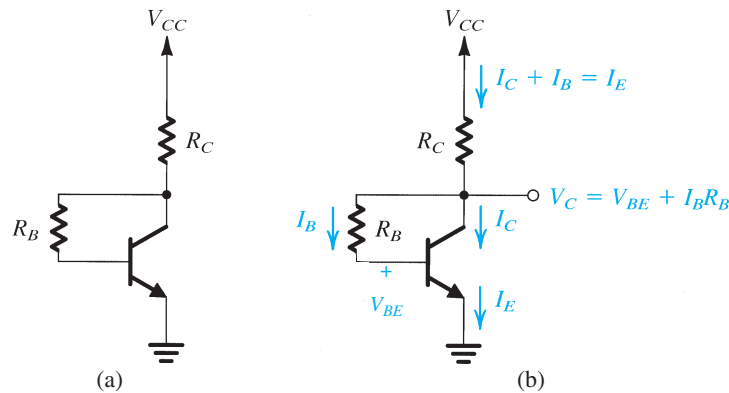 V_CC
R_C
R_B
(a)
V_CC
I_C + I_B = I_E
R_C
V_C = V_BE + I_B R_B
I_B
R_B
I_C
+
V_BE
I_E
(b)